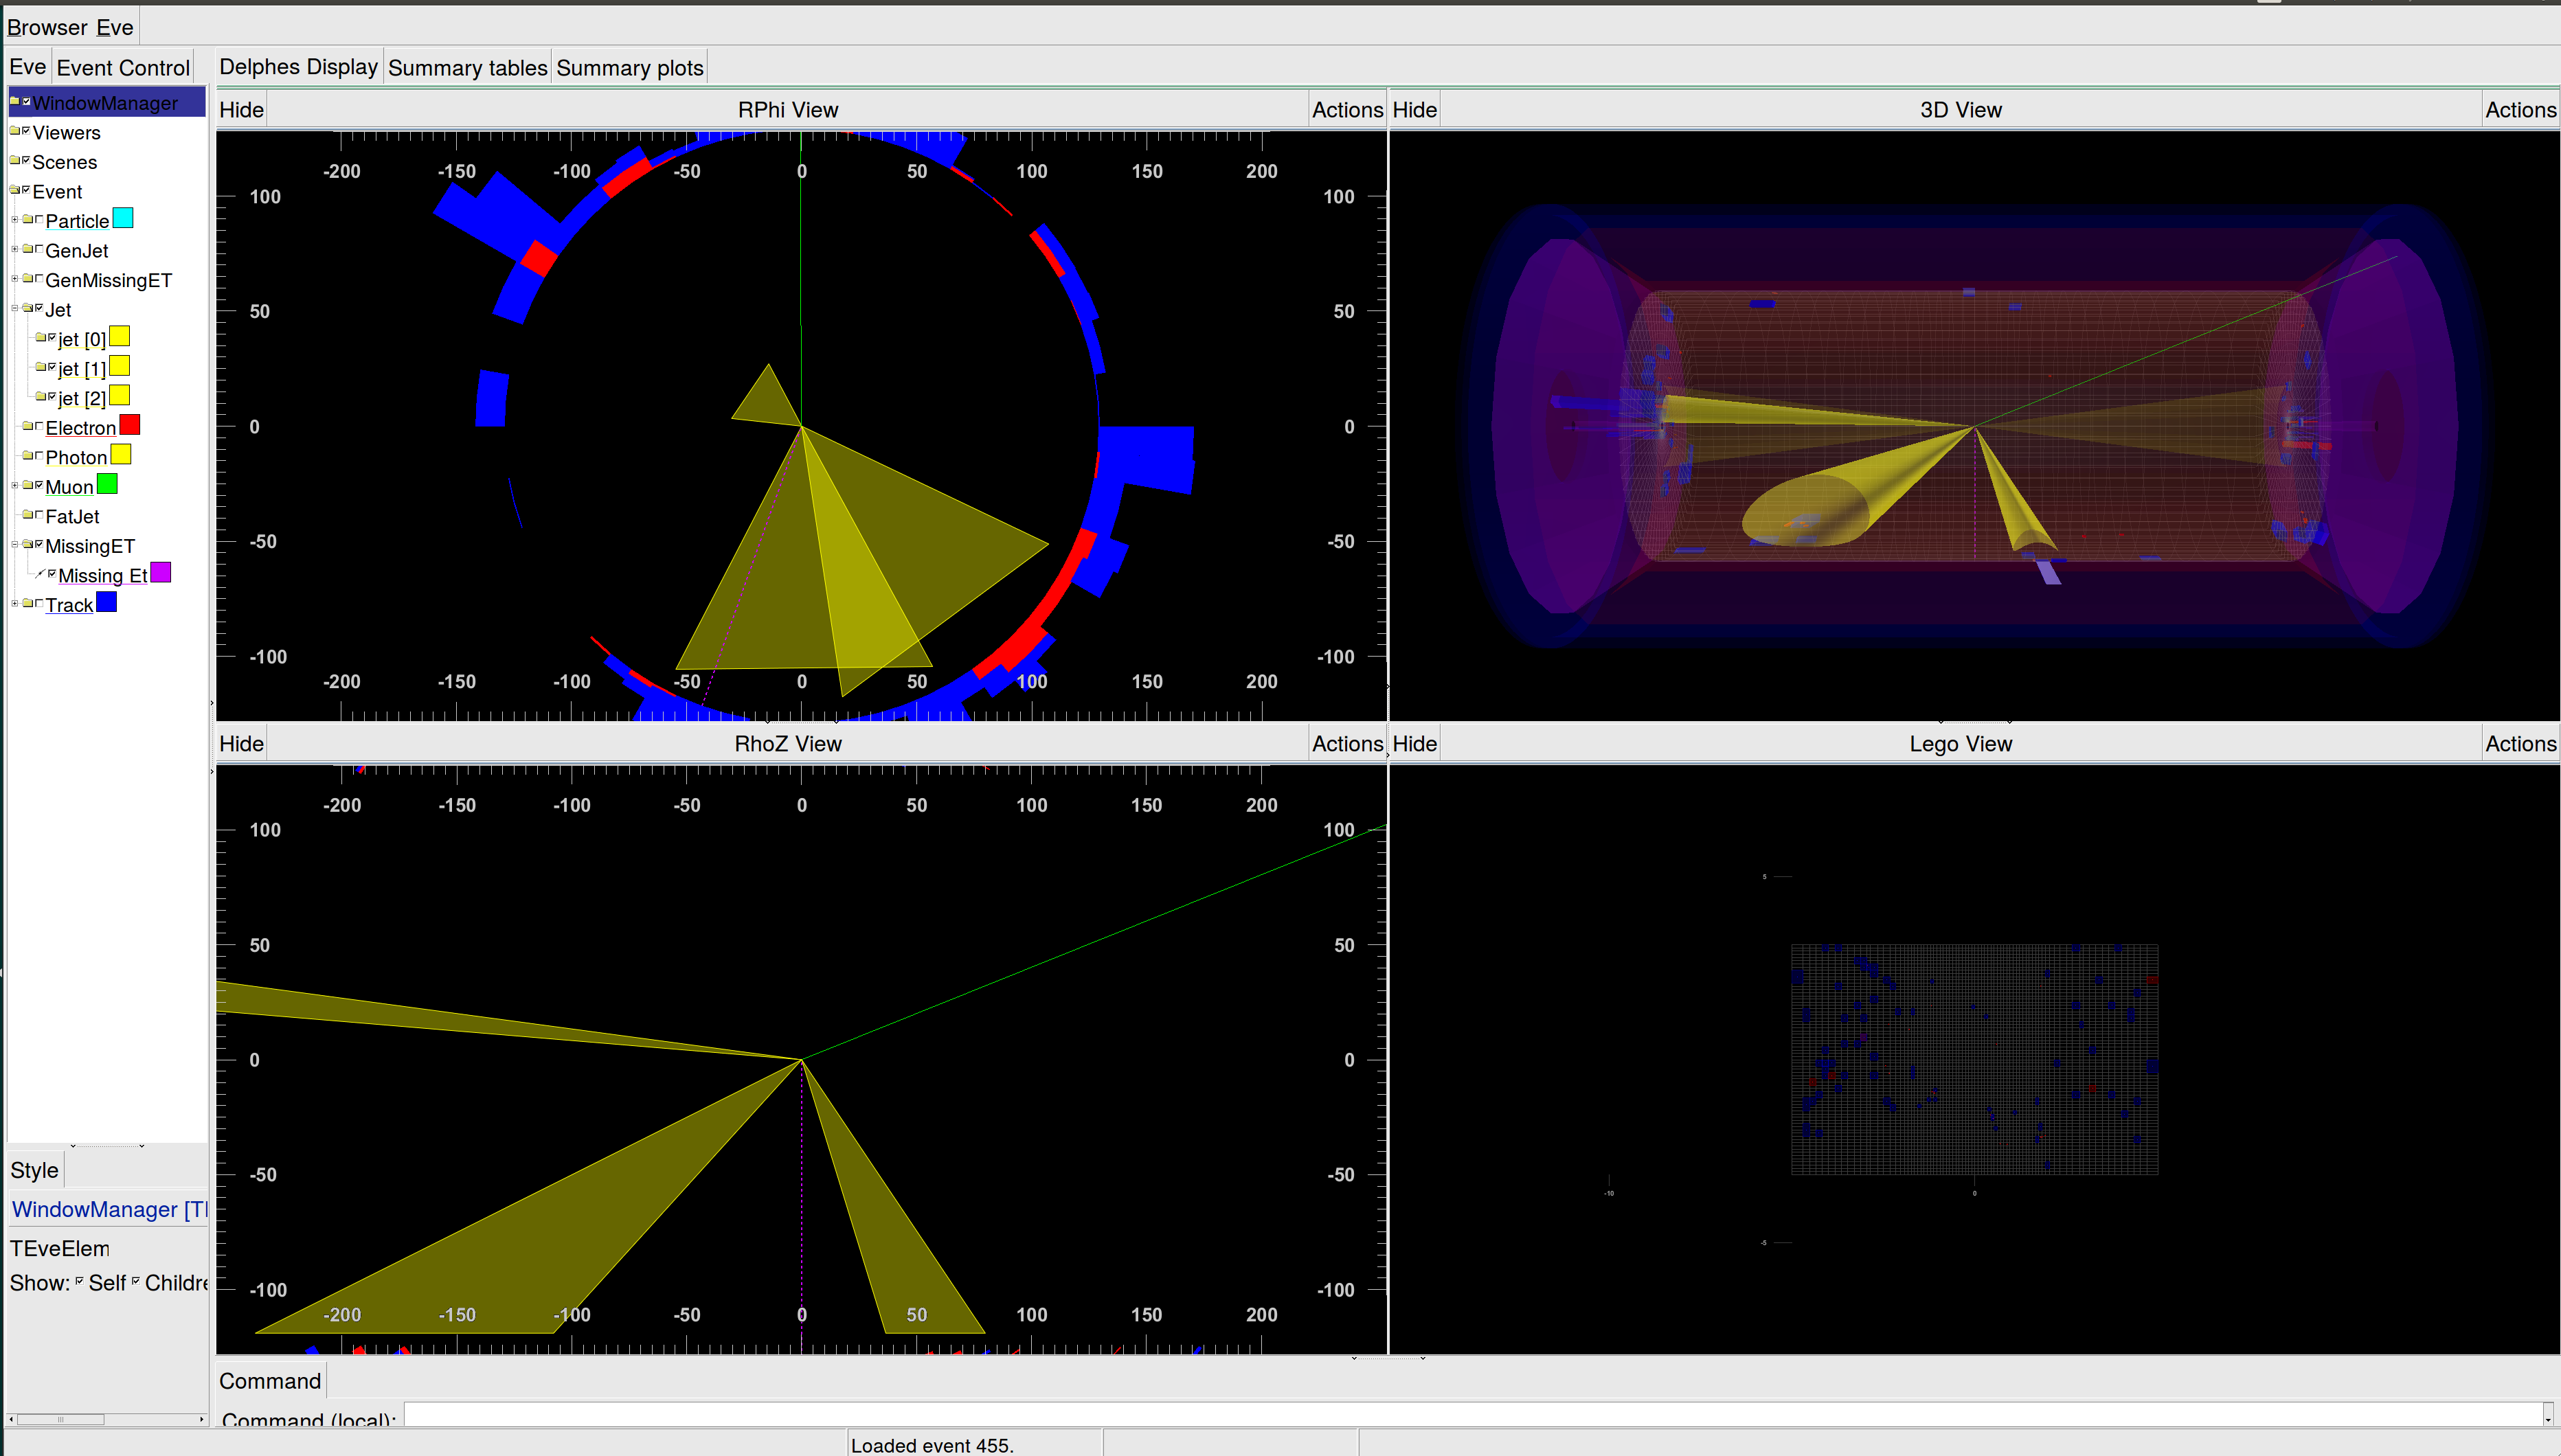 Browser Eve
Eve Event Control
Delphes Display Summary tables Summary plots
WindowManager
Viewers
Scenes
Event
Particle
GenJet
GenMissingET
Jet
jet [0]
jet [1]
jet [2]
Electron
Photon
Muon
FatJet
MissingET
Missing Et
Track
Style
WindowManager [T
TEveElem
Show: Self Childre
Hide RPhi View Actions
-200 -150 -100 -50 0 50 100 150 200
100
50
0
-50
-100
-200 -150 -100 -50 0 50 100 150 200
Hide 3D View Actions
100
50
0
-50
-100
Hide RhoZ View Actions
-200 -150 -100 -50 0 50 100 150 200
100
50
0
-50
-100
-200 -150 -100 -50 0 50 100 150 200
Hide Lego View Actions
100
50
0
-50
-100
5
-10 0
-5
Command
Command (local):
Loaded event 455.